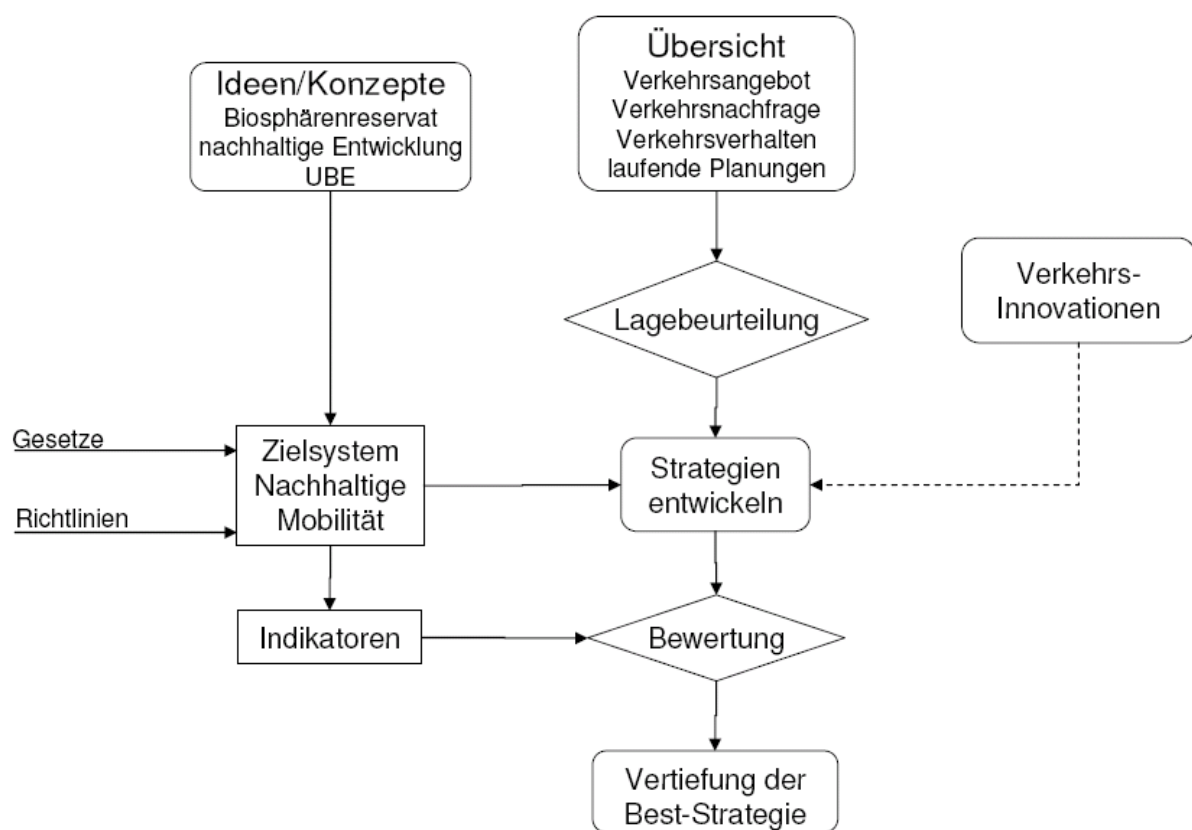 Übersicht
Verkehrsangebot
Verkehrsnachfrage
Verkehrsverhalten
laufende Planungen
Ideen/Konzepte
Biosphärenreservat
nachhaltige Entwicklung
UBE
Verkehrs-
Innovationen
Lagebeurteilung
Gesetze
Richtlinien
Zielsystem
Nachhaltige
Mobilität
Strategien
entwickeln
Indikatoren
Bewertung
Vertiefung der
Best-Strategie